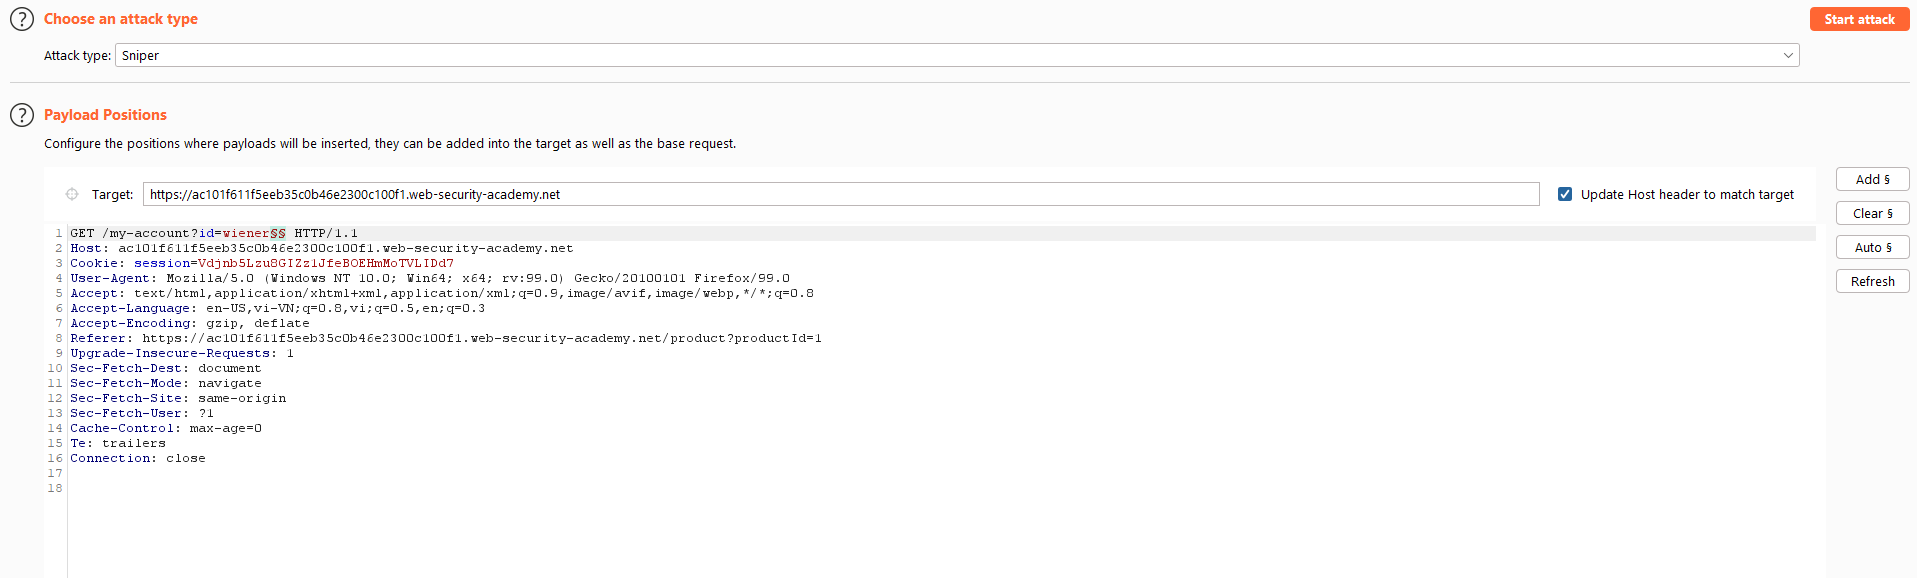 ? Choose an attack type
Start attack
Attack type: Sniper
? Payload Positions
Configure the positions where payloads will be inserted, they can be added into the target as well as the base request.
Target: https://ac101f611f5eeb35c0b46e2300c100f1.web-security-academy.net
Update Host header to match target
Add §
Clear §
Auto §
Refresh
1 GET /my-account?id=wiener§§ HTTP/1.1
2 Host: ac101f611f5eeb35c0b46e2300c100f1.web-security-academy.net
3 Cookie: session=Vdjnb5Lzu8GIZz1JfeBOEHmMoTVLIDd7
4 User-Agent: Mozilla/5.0 (Windows NT 10.0; Win64; x64; rv:99.0) Gecko/20100101 Firefox/99.0
5 Accept: text/html,application/xhtml+xml,application/xml;q=0.9,image/avif,image/webp,*/*;q=0.8
6 Accept-Language: en-US,vi-VN;q=0.8,vi;q=0.5,en;q=0.3
7 Accept-Encoding: gzip, deflate
8 Referer: https://ac101f611f5eeb35c0b46e2300c100f1.web-security-academy.net/product?productId=1
9 Upgrade-Insecure-Requests: 1
10 Sec-Fetch-Dest: document
11 Sec-Fetch-Mode: navigate
12 Sec-Fetch-Site: same-origin
13 Sec-Fetch-User: ?1
14 Cache-Control: max-age=0
15 Te: trailers
16 Connection: close
17
18